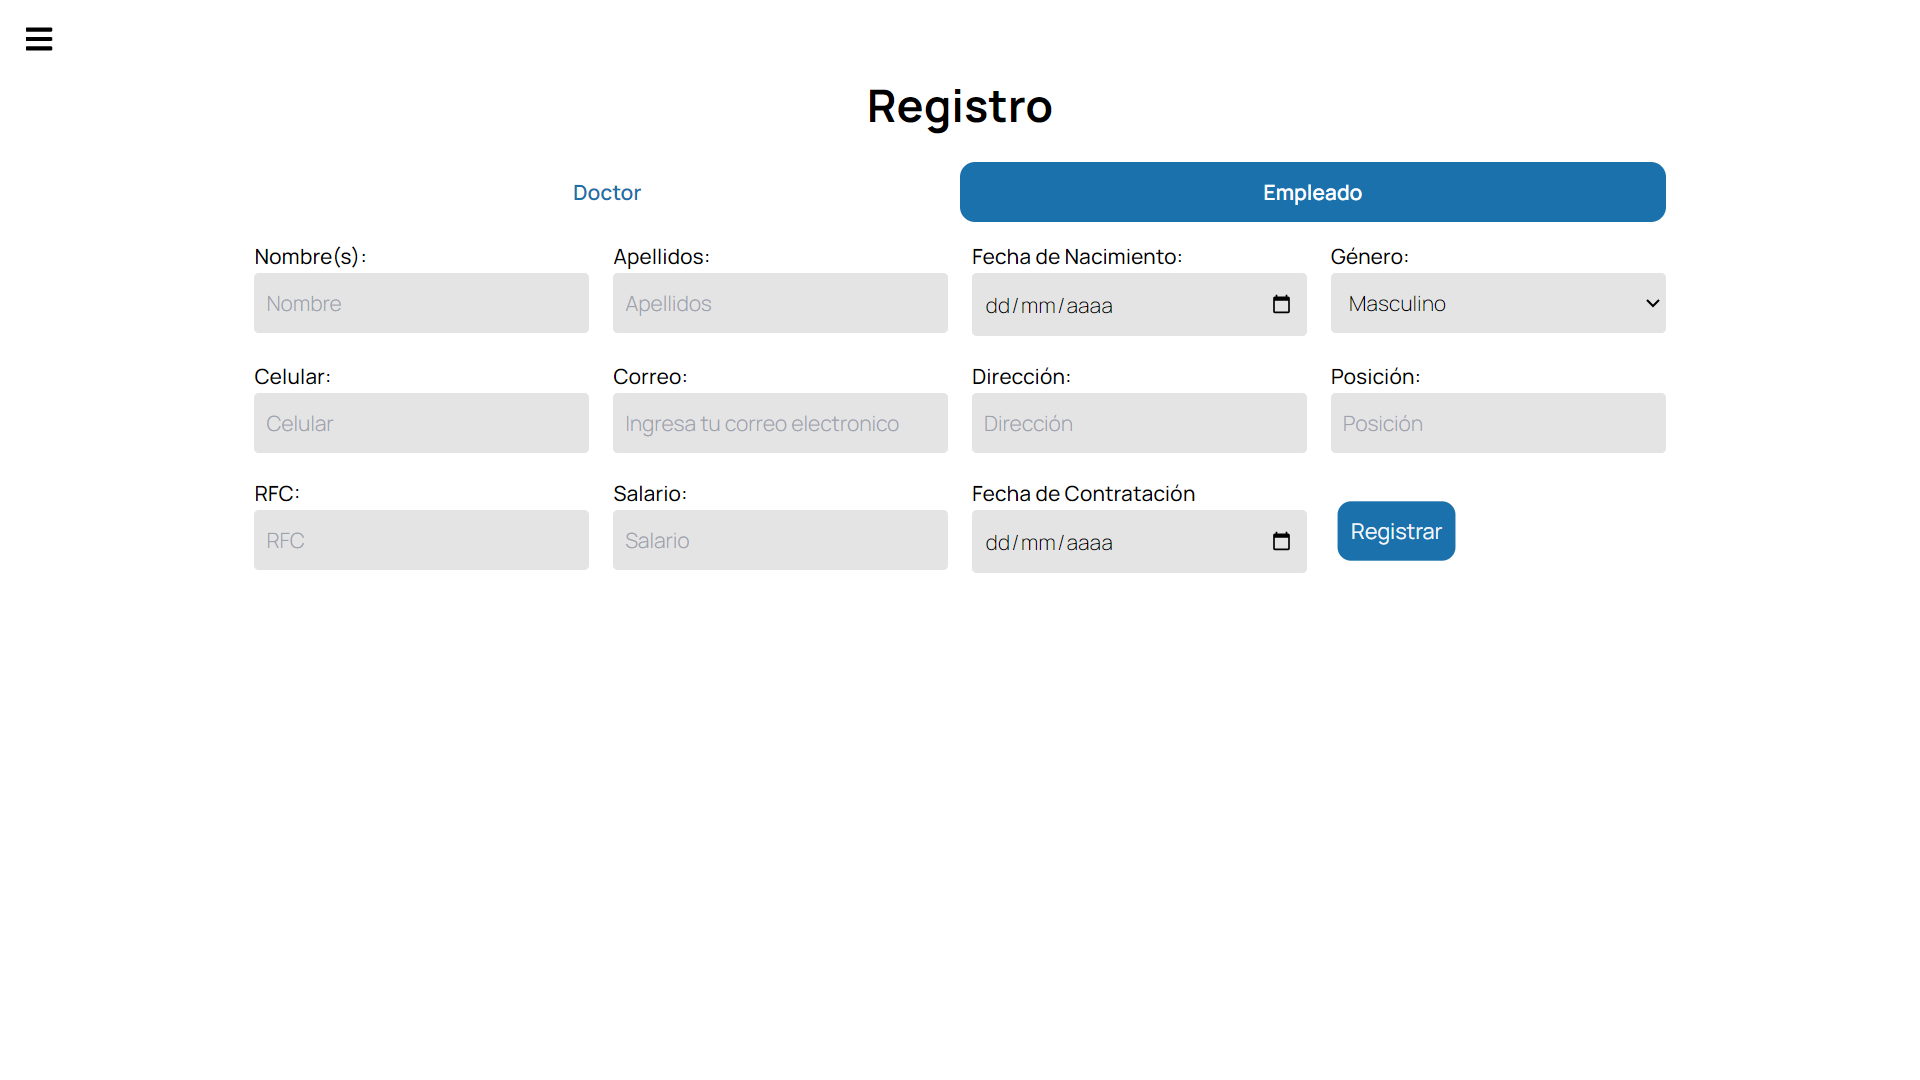 Registro
Doctor
Empleado
Nombre(s):
Apellidos:
Fecha de Nacimiento:
Género:
Nombre
Apellidos
dd/mm/aaaa
Masculino
Celular:
Correo:
Dirección:
Posición:
Celular
Ingresa tu correo electronico
Dirección
Posición
RFC:
Salario:
Fecha de Contratación
RFC
Salario
dd/mm/aaaa
Registrar